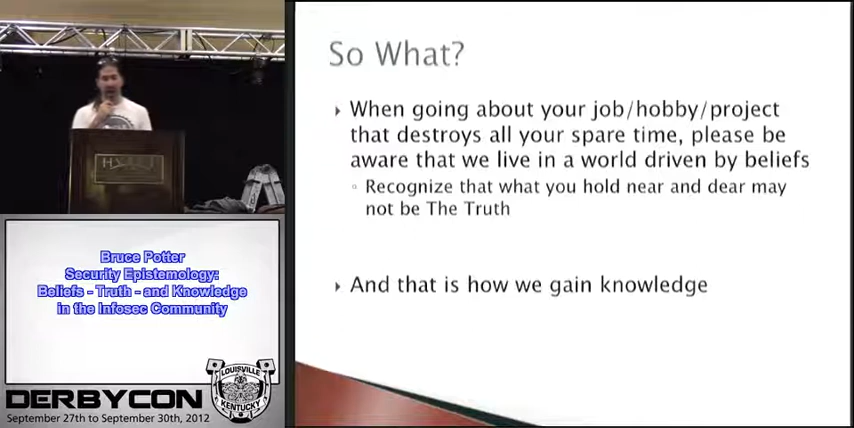 HYATT
Bruce Potter
Security Epistemology:
Beliefs - Truth - and Knowledge
in the Infosec Community
LOUISVILLE
KENTUCKY
DERBYCON
September 27th to September 30th, 2012
So What?
When going about your job/hobby/project
that destroys all your spare time, please be
aware that we live in a world driven by beliefs
Recognize that what you hold near and dear may
not be The Truth
And that is how we gain knowledge